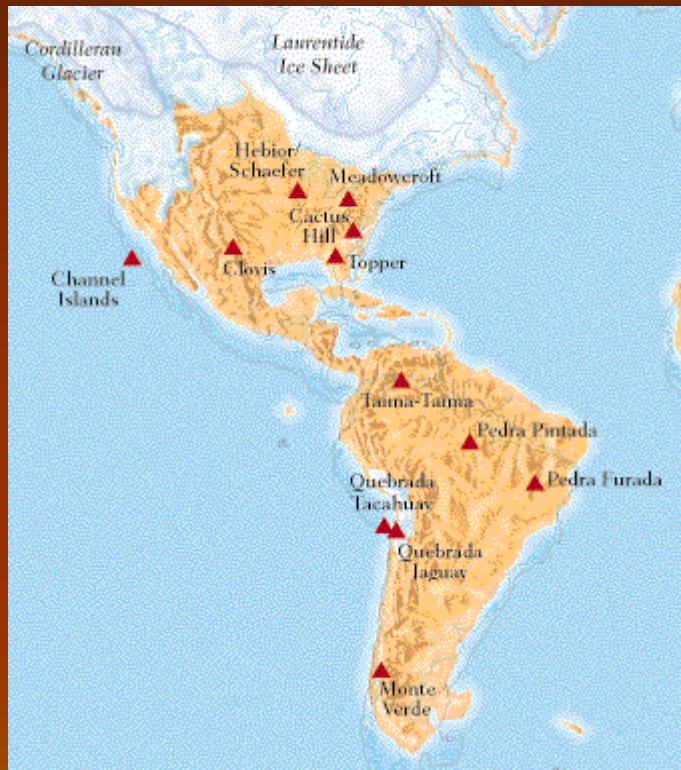 Cordilleran
Glacier
Laurentide
Ice Sheet
Hebior/
Schaefer
Meadowcroft
Cactus
Hill
Topper
Clovis
Channel
Islands
Taima-Taima
Pedra Pintada
Pedra Furada
Quebrada
Tacahuay
Quebrada
Jaguay
Monte
Verde